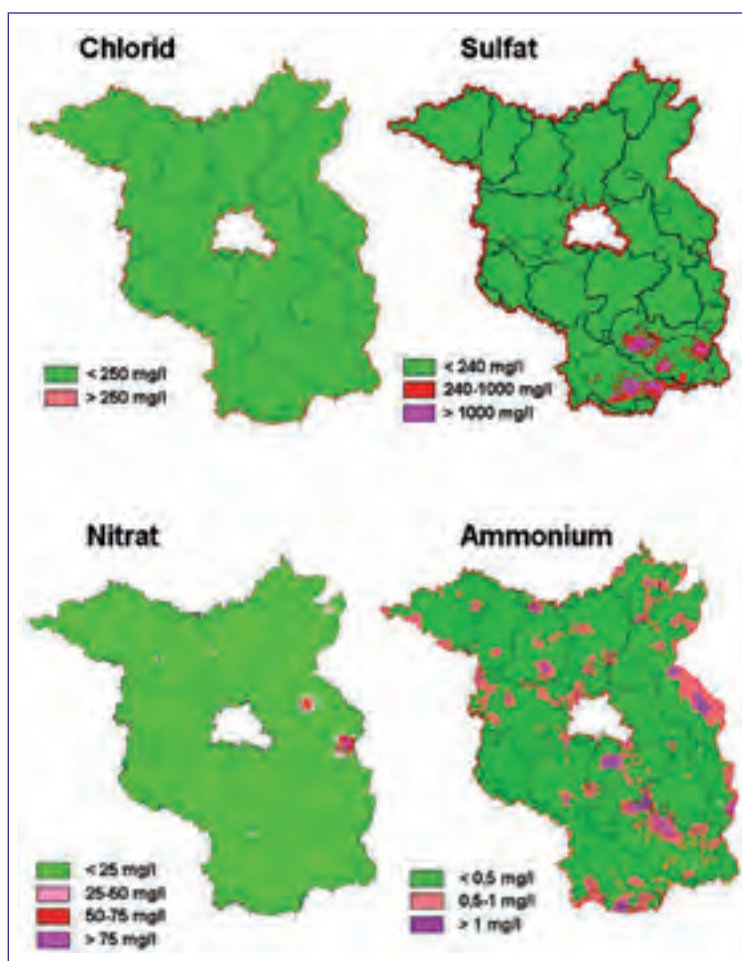 Chlorid
< 250 mg/l
> 250 mg/l
Sulfat
< 240 mg/l
240-1000 mg/l
> 1000 mg/l
Nitrat
< 25 mg/l
25-50 mg/l
50-75 mg/l
> 75 mg/l
Ammonium
< 0,5 mg/l
0,5-1 mg/l
> 1 mg/l